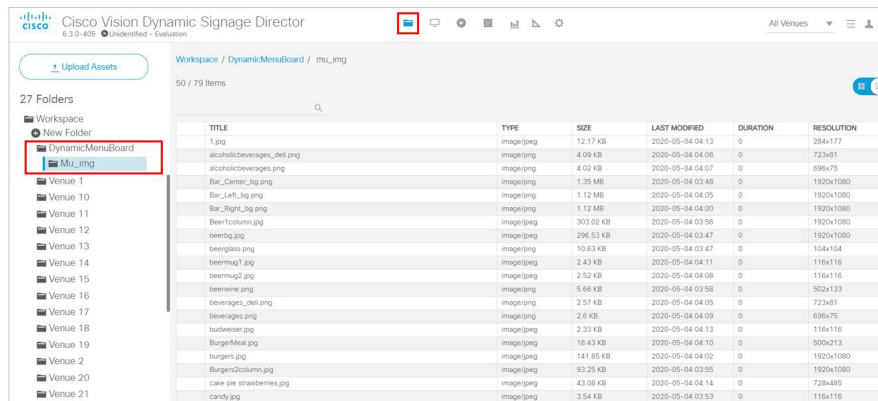 CISCO
Cisco Vision Dynamic Signage Director
6.3.0-405 Unidentified - Evaluation
All Venues
Upload Assets
Workspace / DynamicMenuBoard / mu_img
50 / 79 Items
27 Folders
Workspace
New Folder
DynamicMenuBoard
Mu_img
Venue 1
Venue 10
Venue 11
Venue 12
Venue 13
Venue 14
Venue 15
Venue 16
Venue 17
Venue 18
Venue 19
Venue 2
Venue 20
Venue 21
TITLE TYPE SIZE LAST MODIFIED DURATION RESOLUTION
1.jpg image/jpeg 12.17 KB 2020-05-04 04:13 0 284x177
alcoholicbeverages_deli.png image/png 4.09 KB 2020-05-04 04:08 0 723x81
alcoholicbeverages.png image/png 4.02 KB 2020-05-04 04:07 0 696x75
Bar_Center_bg.png image/jpeg 1.35 MB 2020-05-04 03:48 0 1920x1080
Bar_Left_bg.png image/jpeg 1.12 MB 2020-05-04 04:05 0 1920x1080
Bar_Right_bg.png image/png 1.12 MB 2020-05-04 04:00 0 1920x1080
Beer1column.jpg image/jpeg 303.02 KB 2020-05-04 03:56 0 1920x1080
beerbg.jpg image/jpeg 296.53 KB 2020-05-04 03:47 0 1920x1080
beerglass.png image/png 10.63 KB 2020-05-04 03:47 0 104x104
beermug1.jpg image/jpeg 2.43 KB 2020-05-04 04:11 0 116x116
beermug2.jpg image/jpeg 2.52 KB 2020-05-04 04:08 0 116x116
beerwine.png image/png 5.66 KB 2020-05-04 03:58 0 502x133
beverages_deli.png image/png 2.57 KB 2020-05-04 04:05 0 723x81
beverages.png image/png 2.6 KB 2020-05-04 04:09 0 696x75
budweiser.jpg image/jpeg 2.33 KB 2020-05-04 04:13 0 116x116
BurgerMeal.jpg image/jpeg 18.43 KB 2020-05-04 04:10 0 500x213
burgers.jpg image/jpeg 141.85 KB 2020-05-04 04:02 0 1920x1080
Burgers2column.jpg image/jpeg 93.25 KB 2020-05-04 03:55 0 1920x1080
cake pie strawberries.jpg image/jpeg 43.08 KB 2020-05-04 04:14 0 728x485
candy.jpg image/jpeg 3.54 KB 2020-05-04 03:53 0 116x116